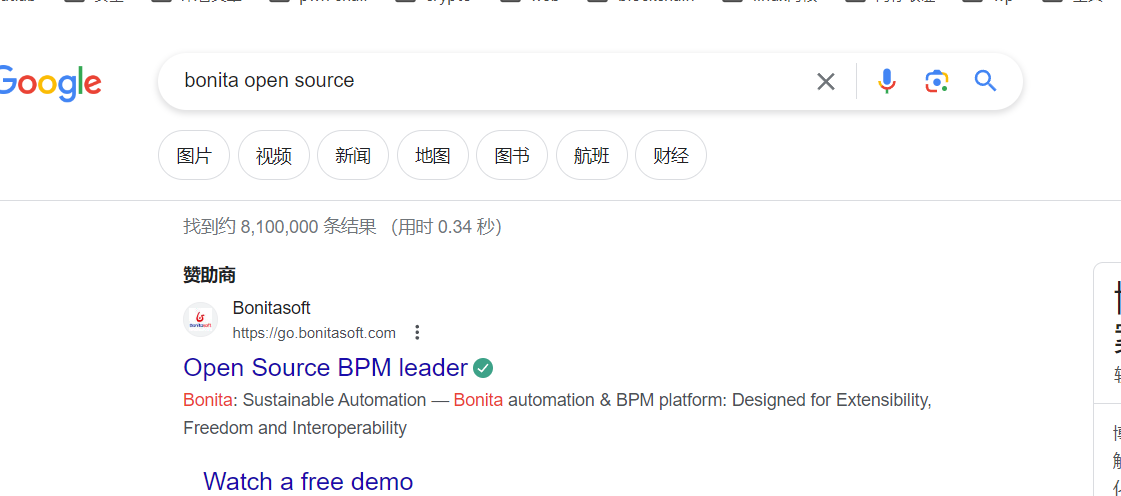 Google
bonita open source
图片 视频 新闻 地图 图书 航班 财经
找到约 8,100,000 条结果 （用时 0.34 秒）
赞助商
Bonitasoft
https://go.bonitasoft.com
Open Source BPM leader
Bonita: Sustainable Automation — Bonita automation & BPM platform: Designed for Extensibility,
Freedom and Interoperability
Watch a free demo